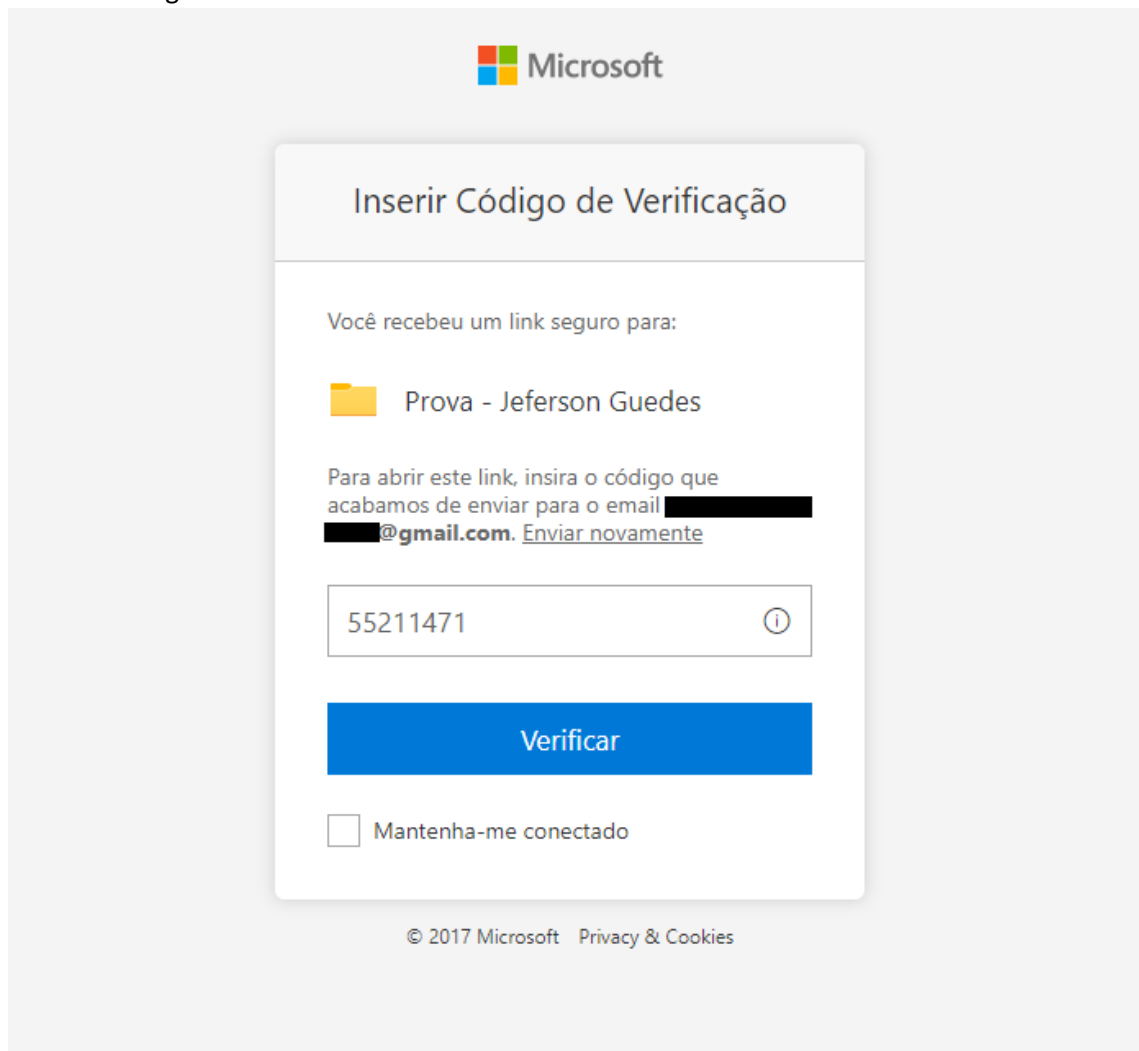 Microsoft
Inserir Código de Verificação
Você recebeu um link seguro para:
Prova - Jeferson Guedes
Para abrir este link, insira o código que
acabamos de enviar para o email
@gmail.com. Enviar novamente
55211471
Verificar
Mantenha-me conectado
© 2017 Microsoft Privacy & Cookies